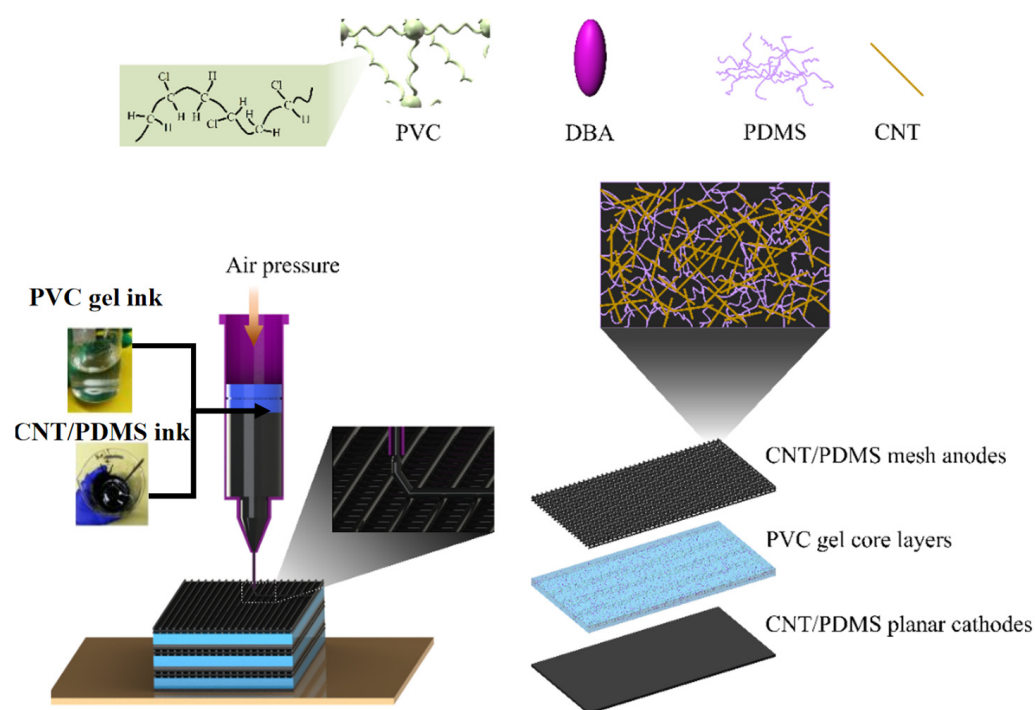 Cl
H
C
C
H
H
H
C
H
H
Cl
C
H
C
H
Cl
C
H
PVC
DBA
PDMS
CNT
Air pressure
PVC gel ink
CNT/PDMS ink
CNT/PDMS mesh anodes
PVC gel core layers
CNT/PDMS planar cathodes